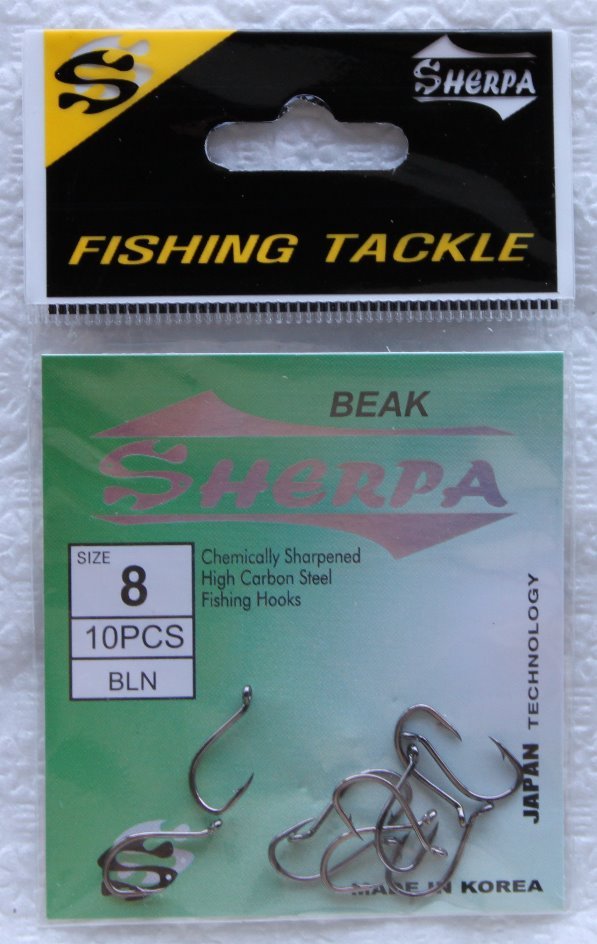 SHERPA
FISHING TACKLE
BEAK
SHERPA
SIZE
8
10PCS
BLN
Chemically Sharpened
High Carbon Steel
Fishing Hooks
JAPAN TECHNOLOGY
MADE IN KOREA